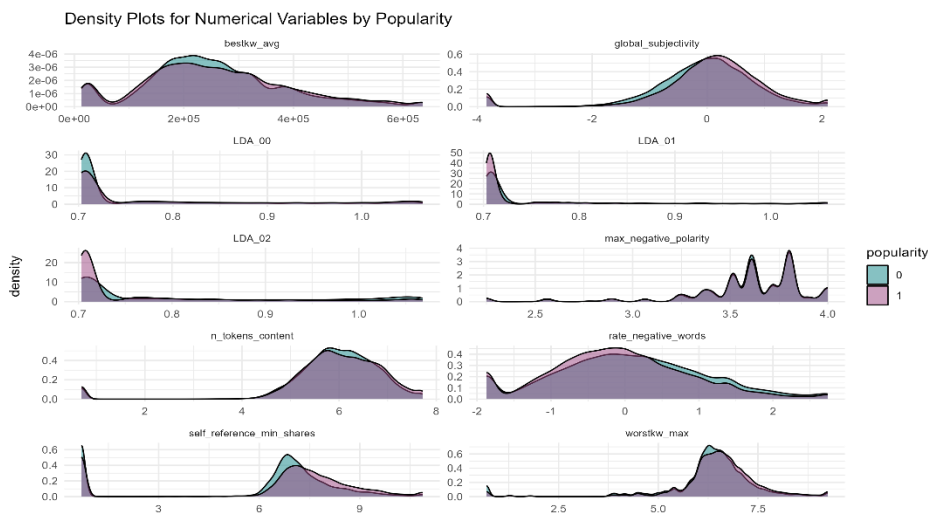 Density Plots for Numerical Variables by Popularity
bestkw_avg
global_subjectivity
4e-06
3e-06
2e-06
1e-06
0e+00
0e+00 2e+05 4e+05 6e+05
0.6
0.4
0.2
0.0
-4 -2 0 2
LDA_00
LDA_01
30
20
10
0
0.7 0.8 0.9 1.0
50
40
30
20
10
0
0.7 0.8 0.9 1.0
LDA_02
max_negative_polarity
20
10
0
0.7 0.8 0.9 1.0
4
3
2
1
0
2.5 3.0 3.5 4.0
n_tokens_content
rate_negative_words
0.4
0.2
0.0
2 4 6 8
0.4
0.3
0.2
0.1
0.0
-2 -1 0 1 2
self_reference_min_shares
worstkw_max
0.6
0.4
0.2
0.0
3 6 9
0.6
0.4
0.2
0.0
2.5 5.0 7.5
density
popularity
0
1